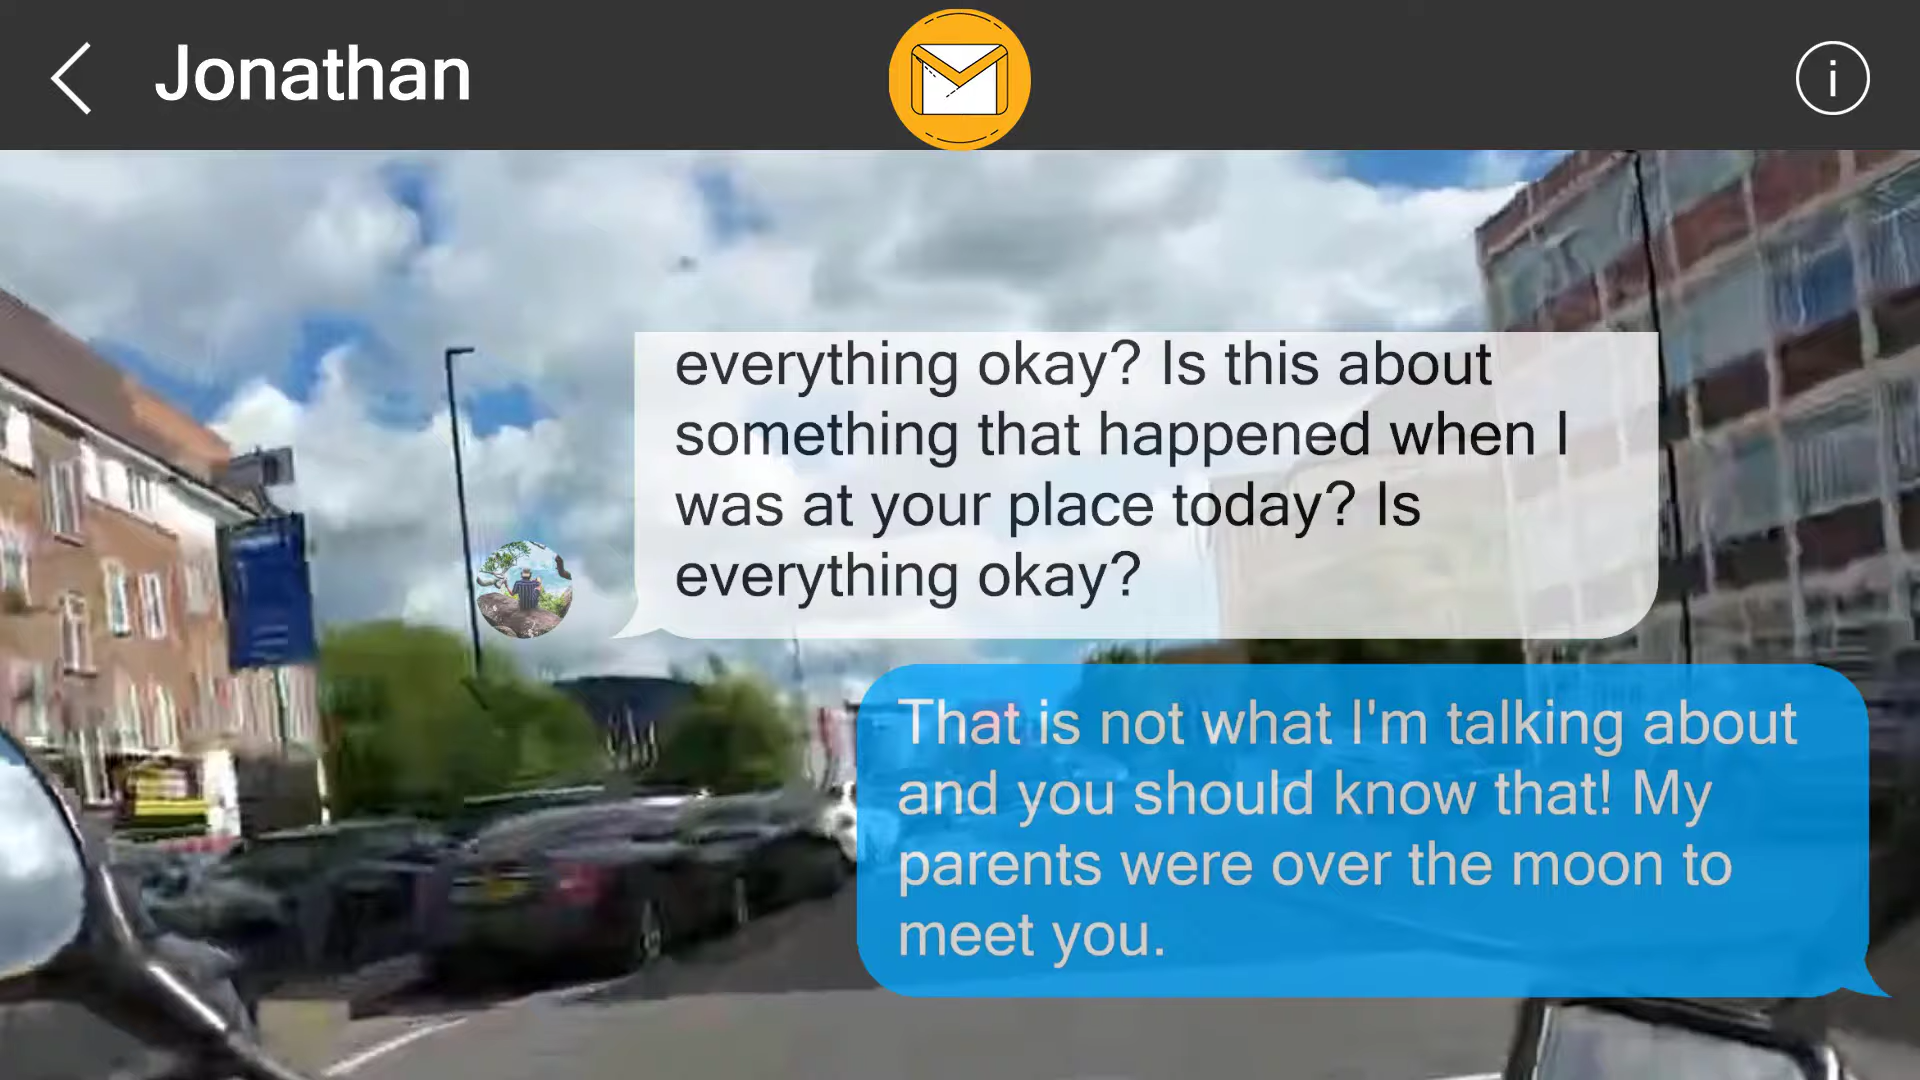 Jonathan
everything okay? Is this about
something that happened when I
was at your place today? Is
everything okay?
That is not what I'm talking about
and you should know that! My
parents were over the moon to
meet you.